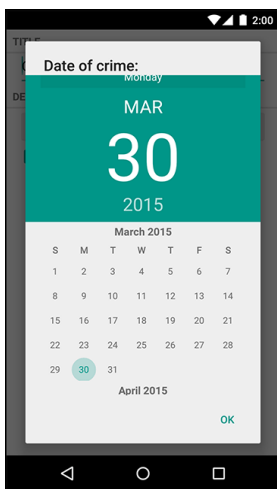 2:00
TITLE
Date of crime:
Monday
MAR
30
2015
March 2015
S M T W T F S
1 2 3 4 5 6 7
8 9 10 11 12 13 14
15 16 17 18 19 20 21
22 23 24 25 26 27 28
29 30 31
April 2015
OK